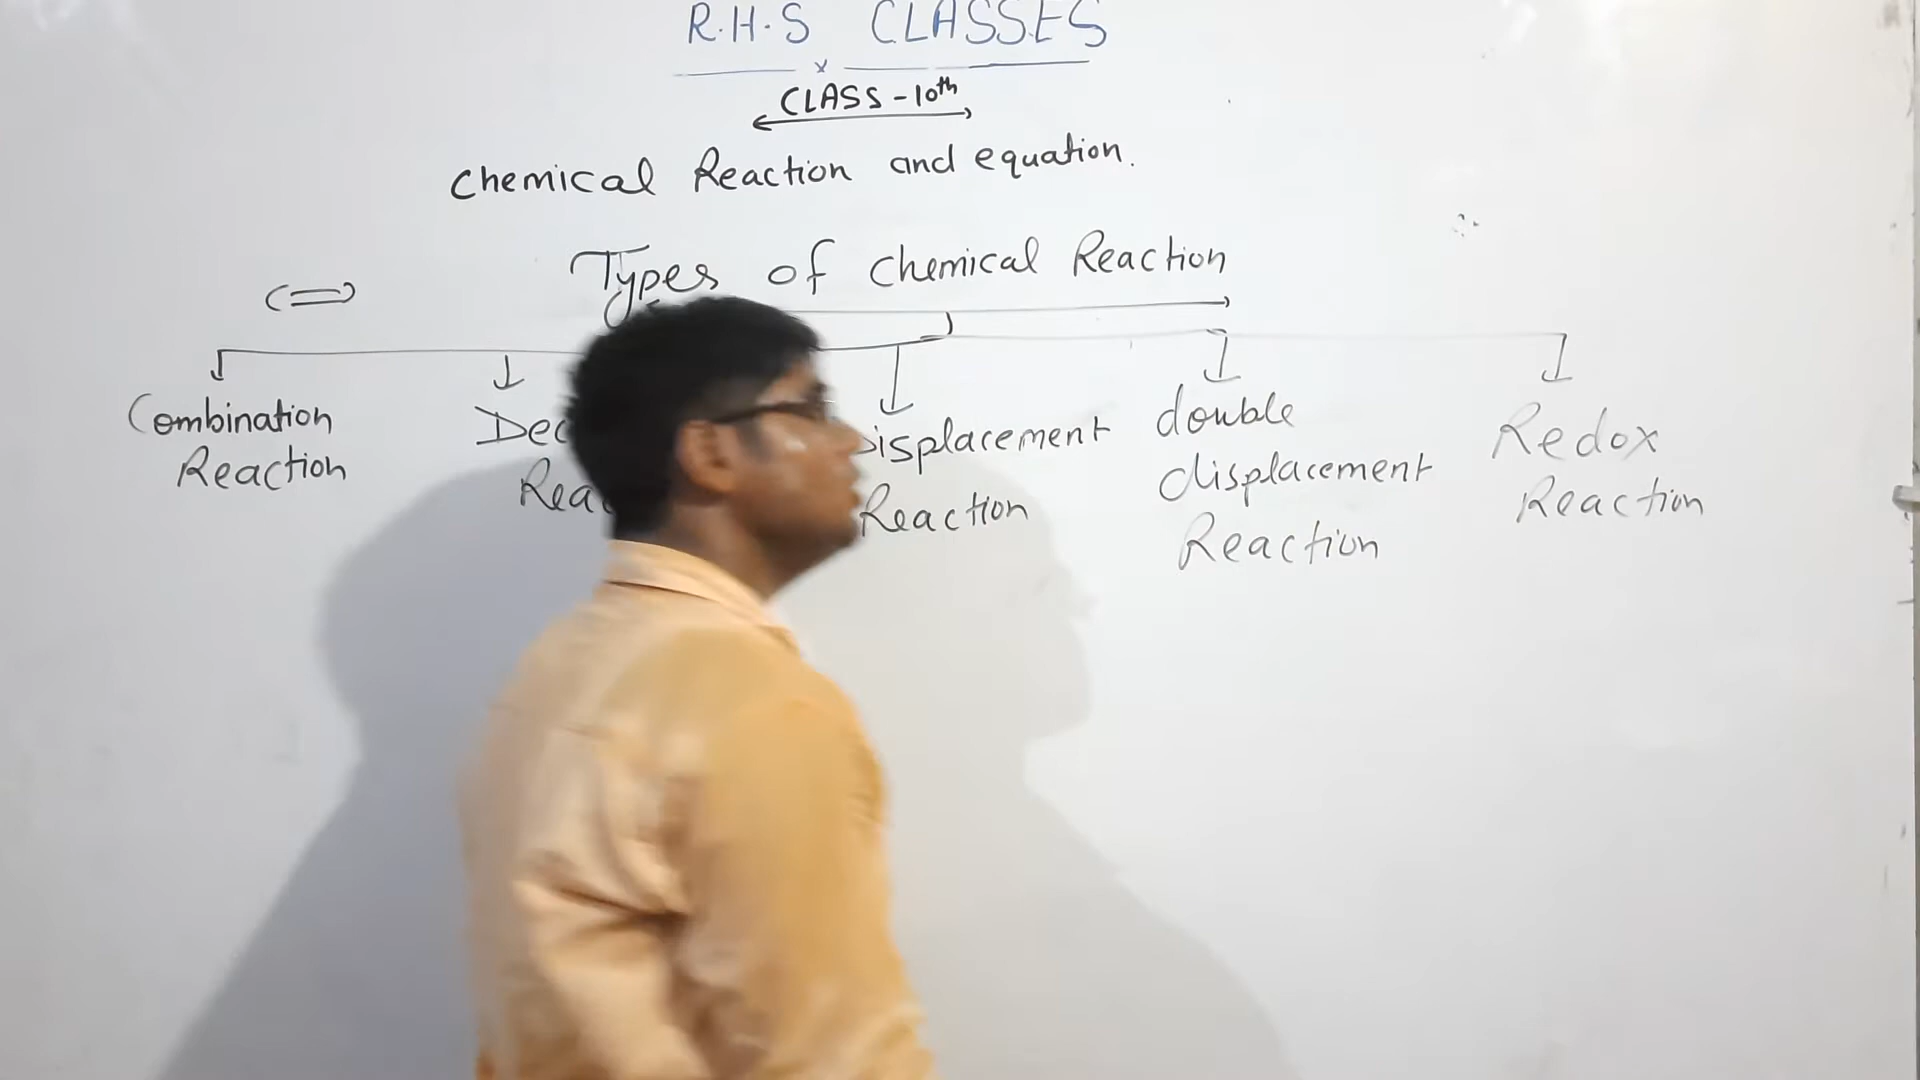 R.H.S CLASSES
CLASS-10th
Chemical Reaction and equation.
Types of Chemical Reaction
Combination
Reaction
Displacement
Reaction
double
displacement
Reaction
Redox
Reaction